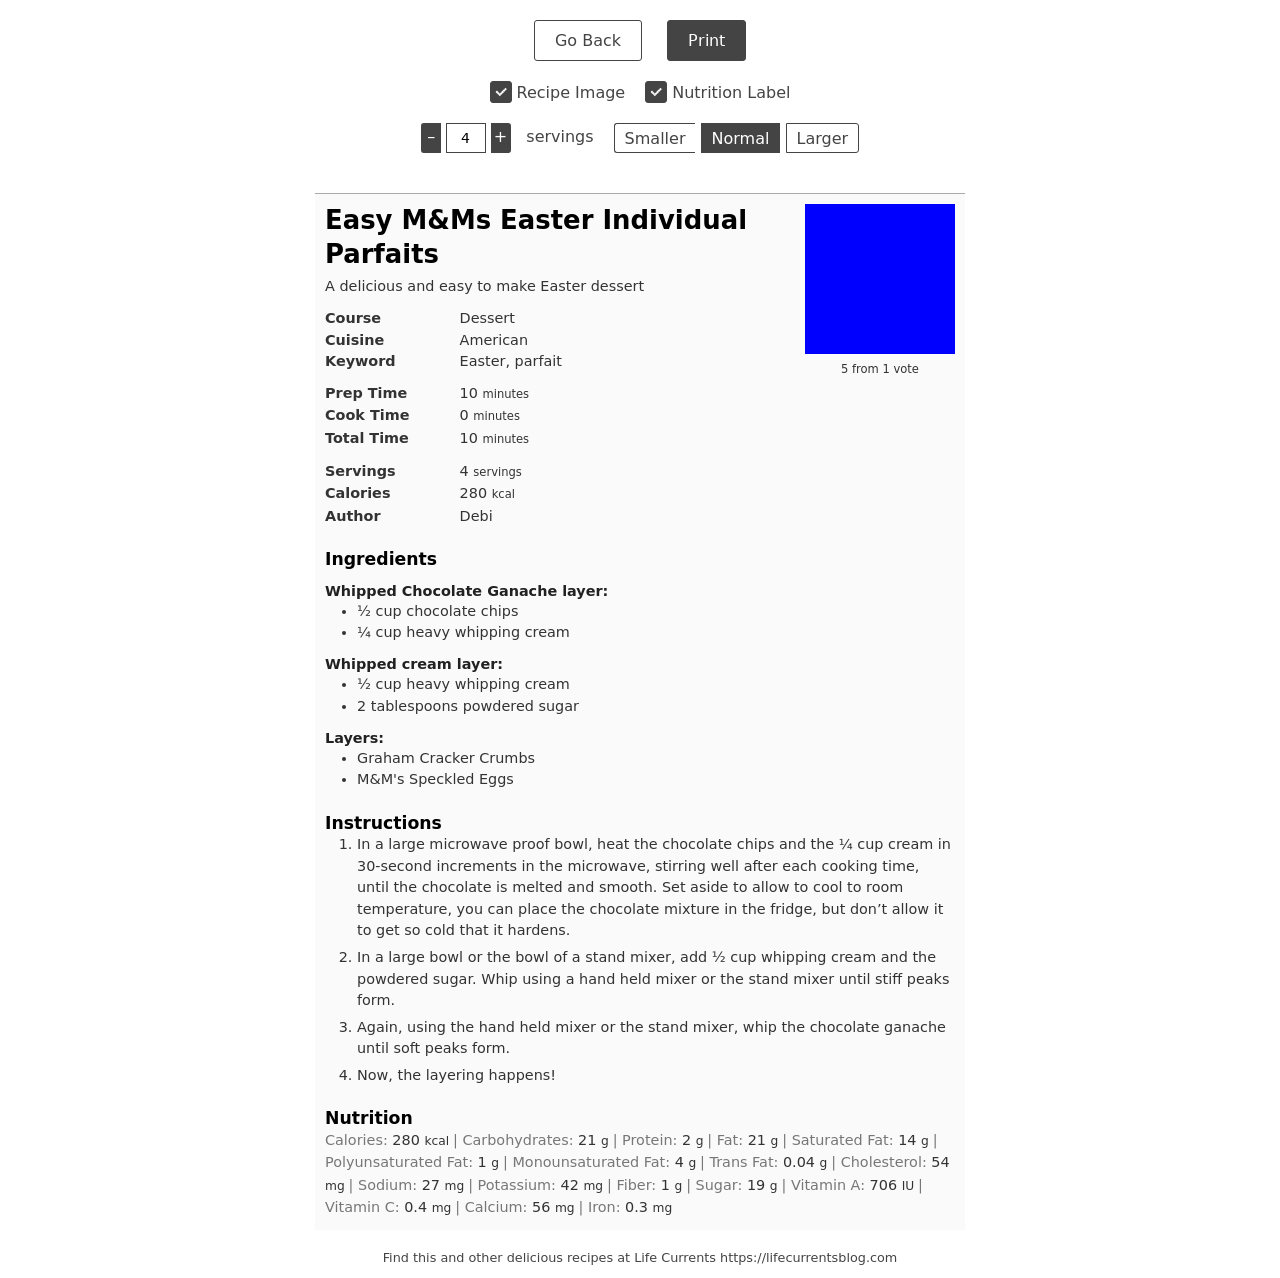 Go Back Print
Recipe Image Nutrition Label
– 4 + servings Smaller Normal Larger
Easy M&Ms Easter Individual
Parfaits
A delicious and easy to make Easter dessert
5 from 1 vote
Course Dessert
Cuisine American
Keyword Easter, parfait
Prep Time 10 minutes
Cook Time 0 minutes
Total Time 10 minutes
Servings 4 servings
Calories 280 kcal
Author Debi
Ingredients
Whipped Chocolate Ganache layer:
• ½ cup chocolate chips
• ¼ cup heavy whipping cream
Whipped cream layer:
• ½ cup heavy whipping cream
• 2 tablespoons powdered sugar
Layers:
• Graham Cracker Crumbs
• M&M's Speckled Eggs
Instructions
1. In a large microwave proof bowl, heat the chocolate chips and the ¼ cup cream in
30-second increments in the microwave, stirring well after each cooking time,
until the chocolate is melted and smooth. Set aside to allow to cool to room
temperature, you can place the chocolate mixture in the fridge, but don’t allow it
to get so cold that it hardens.
2. In a large bowl or the bowl of a stand mixer, add ½ cup whipping cream and the
powdered sugar. Whip using a hand held mixer or the stand mixer until stiff peaks
form.
3. Again, using the hand held mixer or the stand mixer, whip the chocolate ganache
until soft peaks form.
4. Now, the layering happens!
Nutrition
Calories: 280 kcal | Carbohydrates: 21 g | Protein: 2 g | Fat: 21 g | Saturated Fat: 14 g |
Polyunsaturated Fat: 1 g | Monounsaturated Fat: 4 g | Trans Fat: 0.04 g | Cholesterol: 54
mg | Sodium: 27 mg | Potassium: 42 mg | Fiber: 1 g | Sugar: 19 g | Vitamin A: 706 IU |
Vitamin C: 0.4 mg | Calcium: 56 mg | Iron: 0.3 mg
Find this and other delicious recipes at Life Currents https://lifecurrentsblog.com